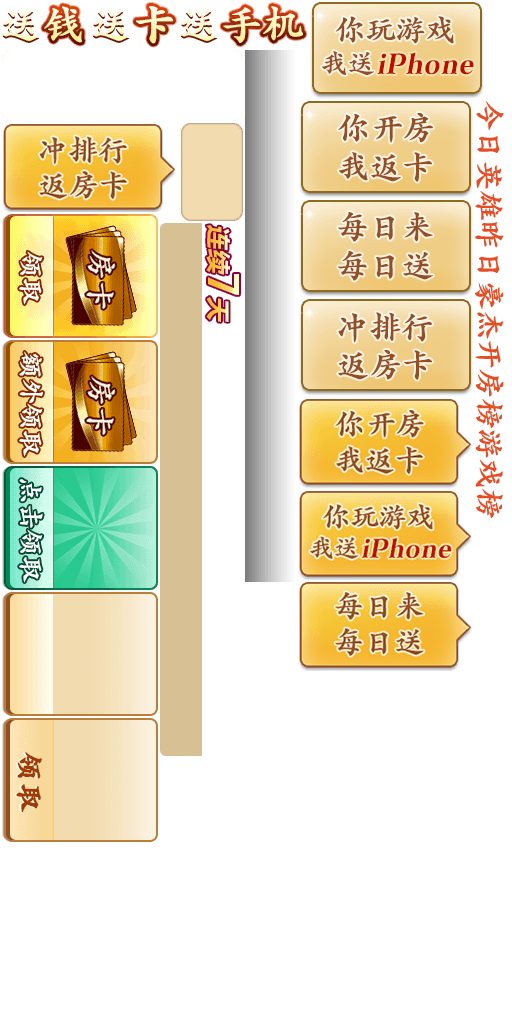 送钱送卡送手机
你玩游戏
我送iPhone
冲排行
返房卡
你开房
我返卡
今日英雄昨日豪杰开房榜游戏榜
每日来
每日送
连续7天
房卡
领取
冲排行
返房卡
房卡
额外领取
你开房
我返卡
点击领取
你玩游戏
我送iPhone
每日来
每日送
领取